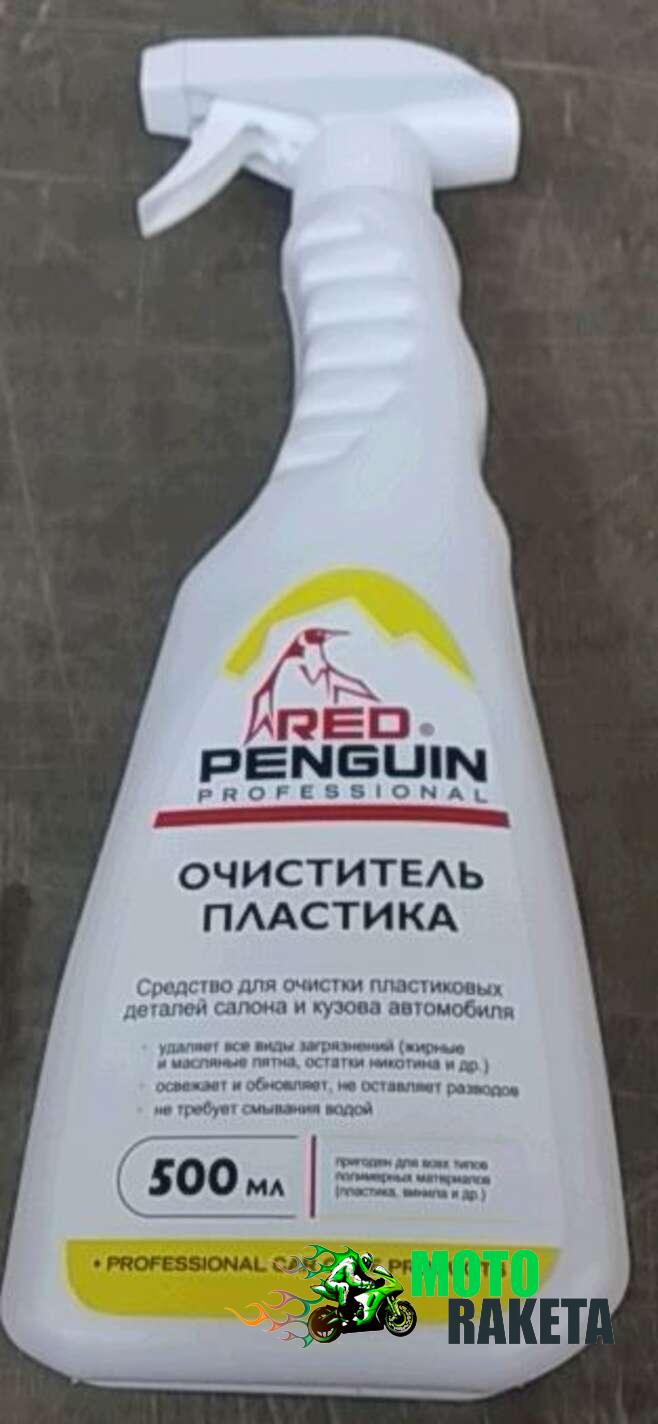 RED®
PENGUIN
PROFESSIONAL
ОЧИСТИТЕЛЬ
ПЛАСТИКА
Средство для очистки пластиковых
деталей салона и кузова автомобиля
· удаляет все виды загрязнений (жирные
и масляные пятна, остатки никотина и др.)
· освежает и обновляет, не оставляет разводов
· не требует смывания водой
500 мл
пригоден для всех типов
полимерных материалов
(пластика, винила и др.)
• PROFESSIONAL CAR PRODUCTS
MOTO
RAKETA